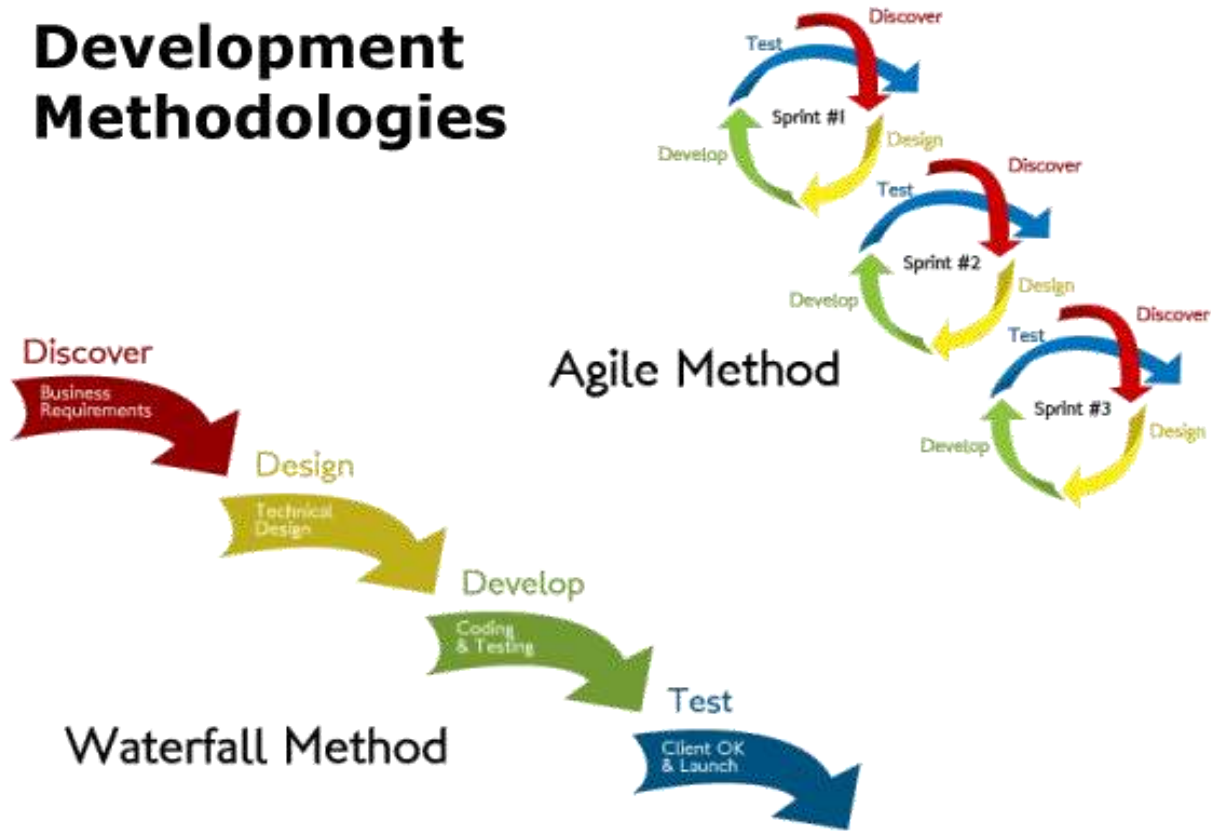 Development
Methodologies
Discover
Test
Sprint #1
Design
Develop
Discover
Test
Sprint #2
Design
Develop
Discover
Test
Sprint #3
Design
Develop
Agile Method
Discover
Business
Requirements
Design
Technical
Design
Develop
Coding
& Testing
Test
Client OK
& Launch
Waterfall Method